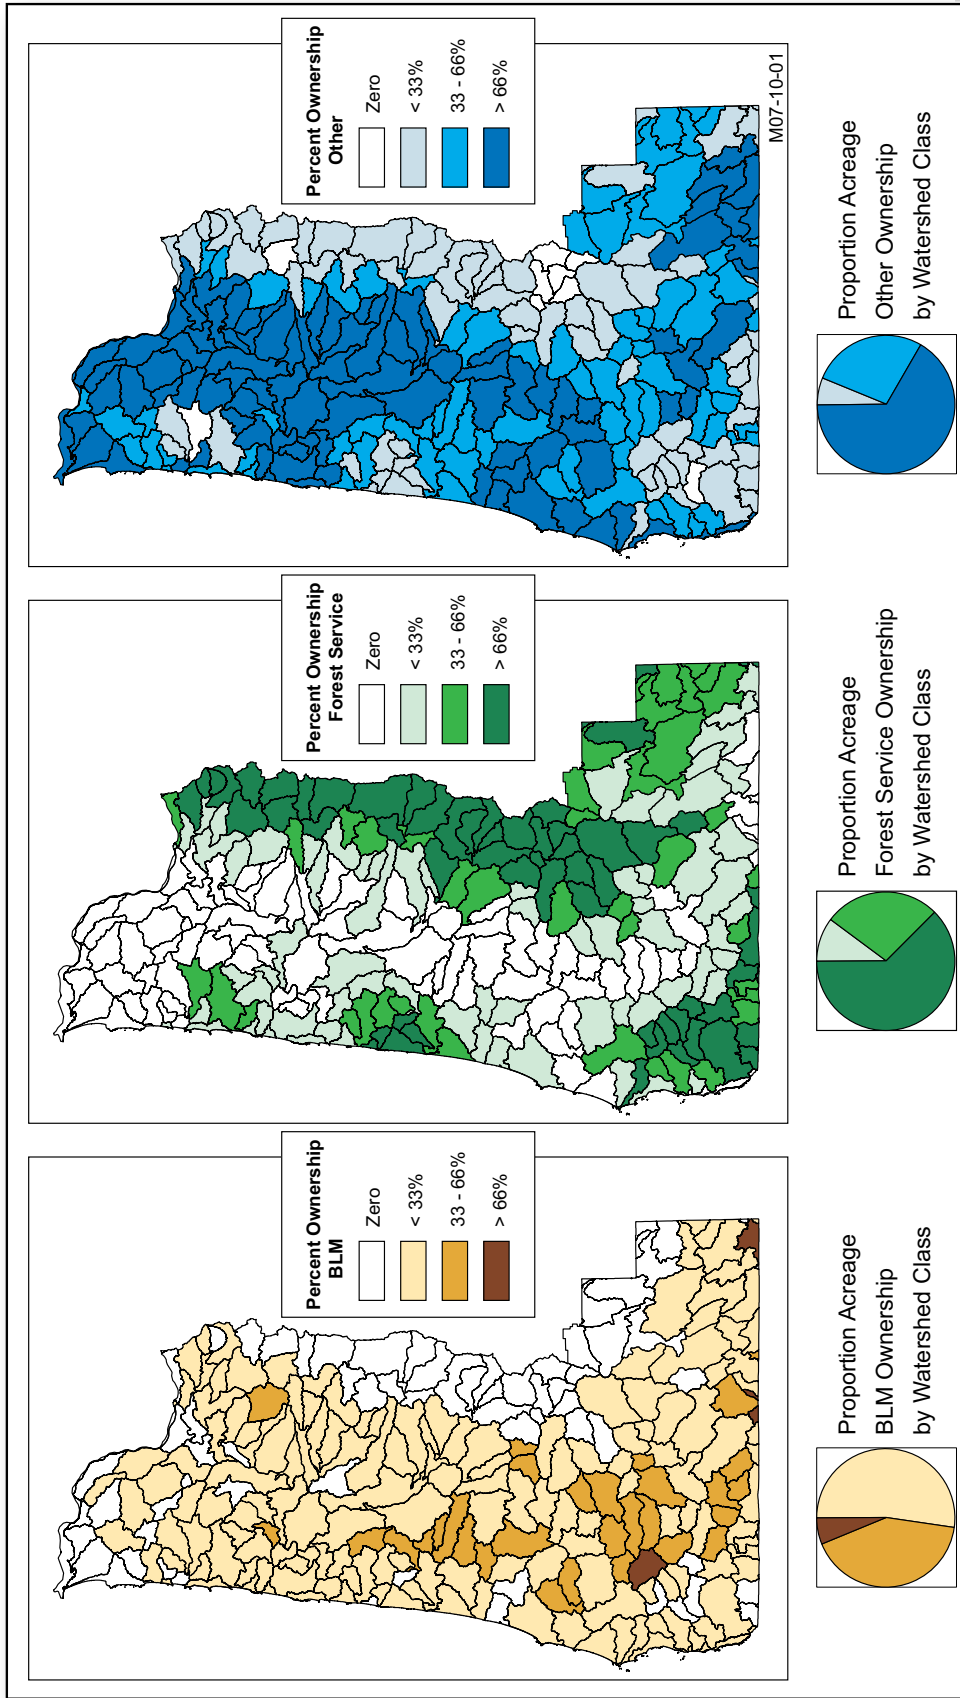 Percent Ownership
BLM
Zero
< 33%
33 - 66%
> 66%
Percent Ownership
Forest Service
Zero
< 33%
33 - 66%
> 66%
Percent Ownership
Other
Zero
< 33%
33 - 66%
> 66%
M07-10-01
Proportion Acreage
BLM Ownership
by Watershed Class
Proportion Acreage
Forest Service Ownership
by Watershed Class
Proportion Acreage
Other Ownership
by Watershed Class